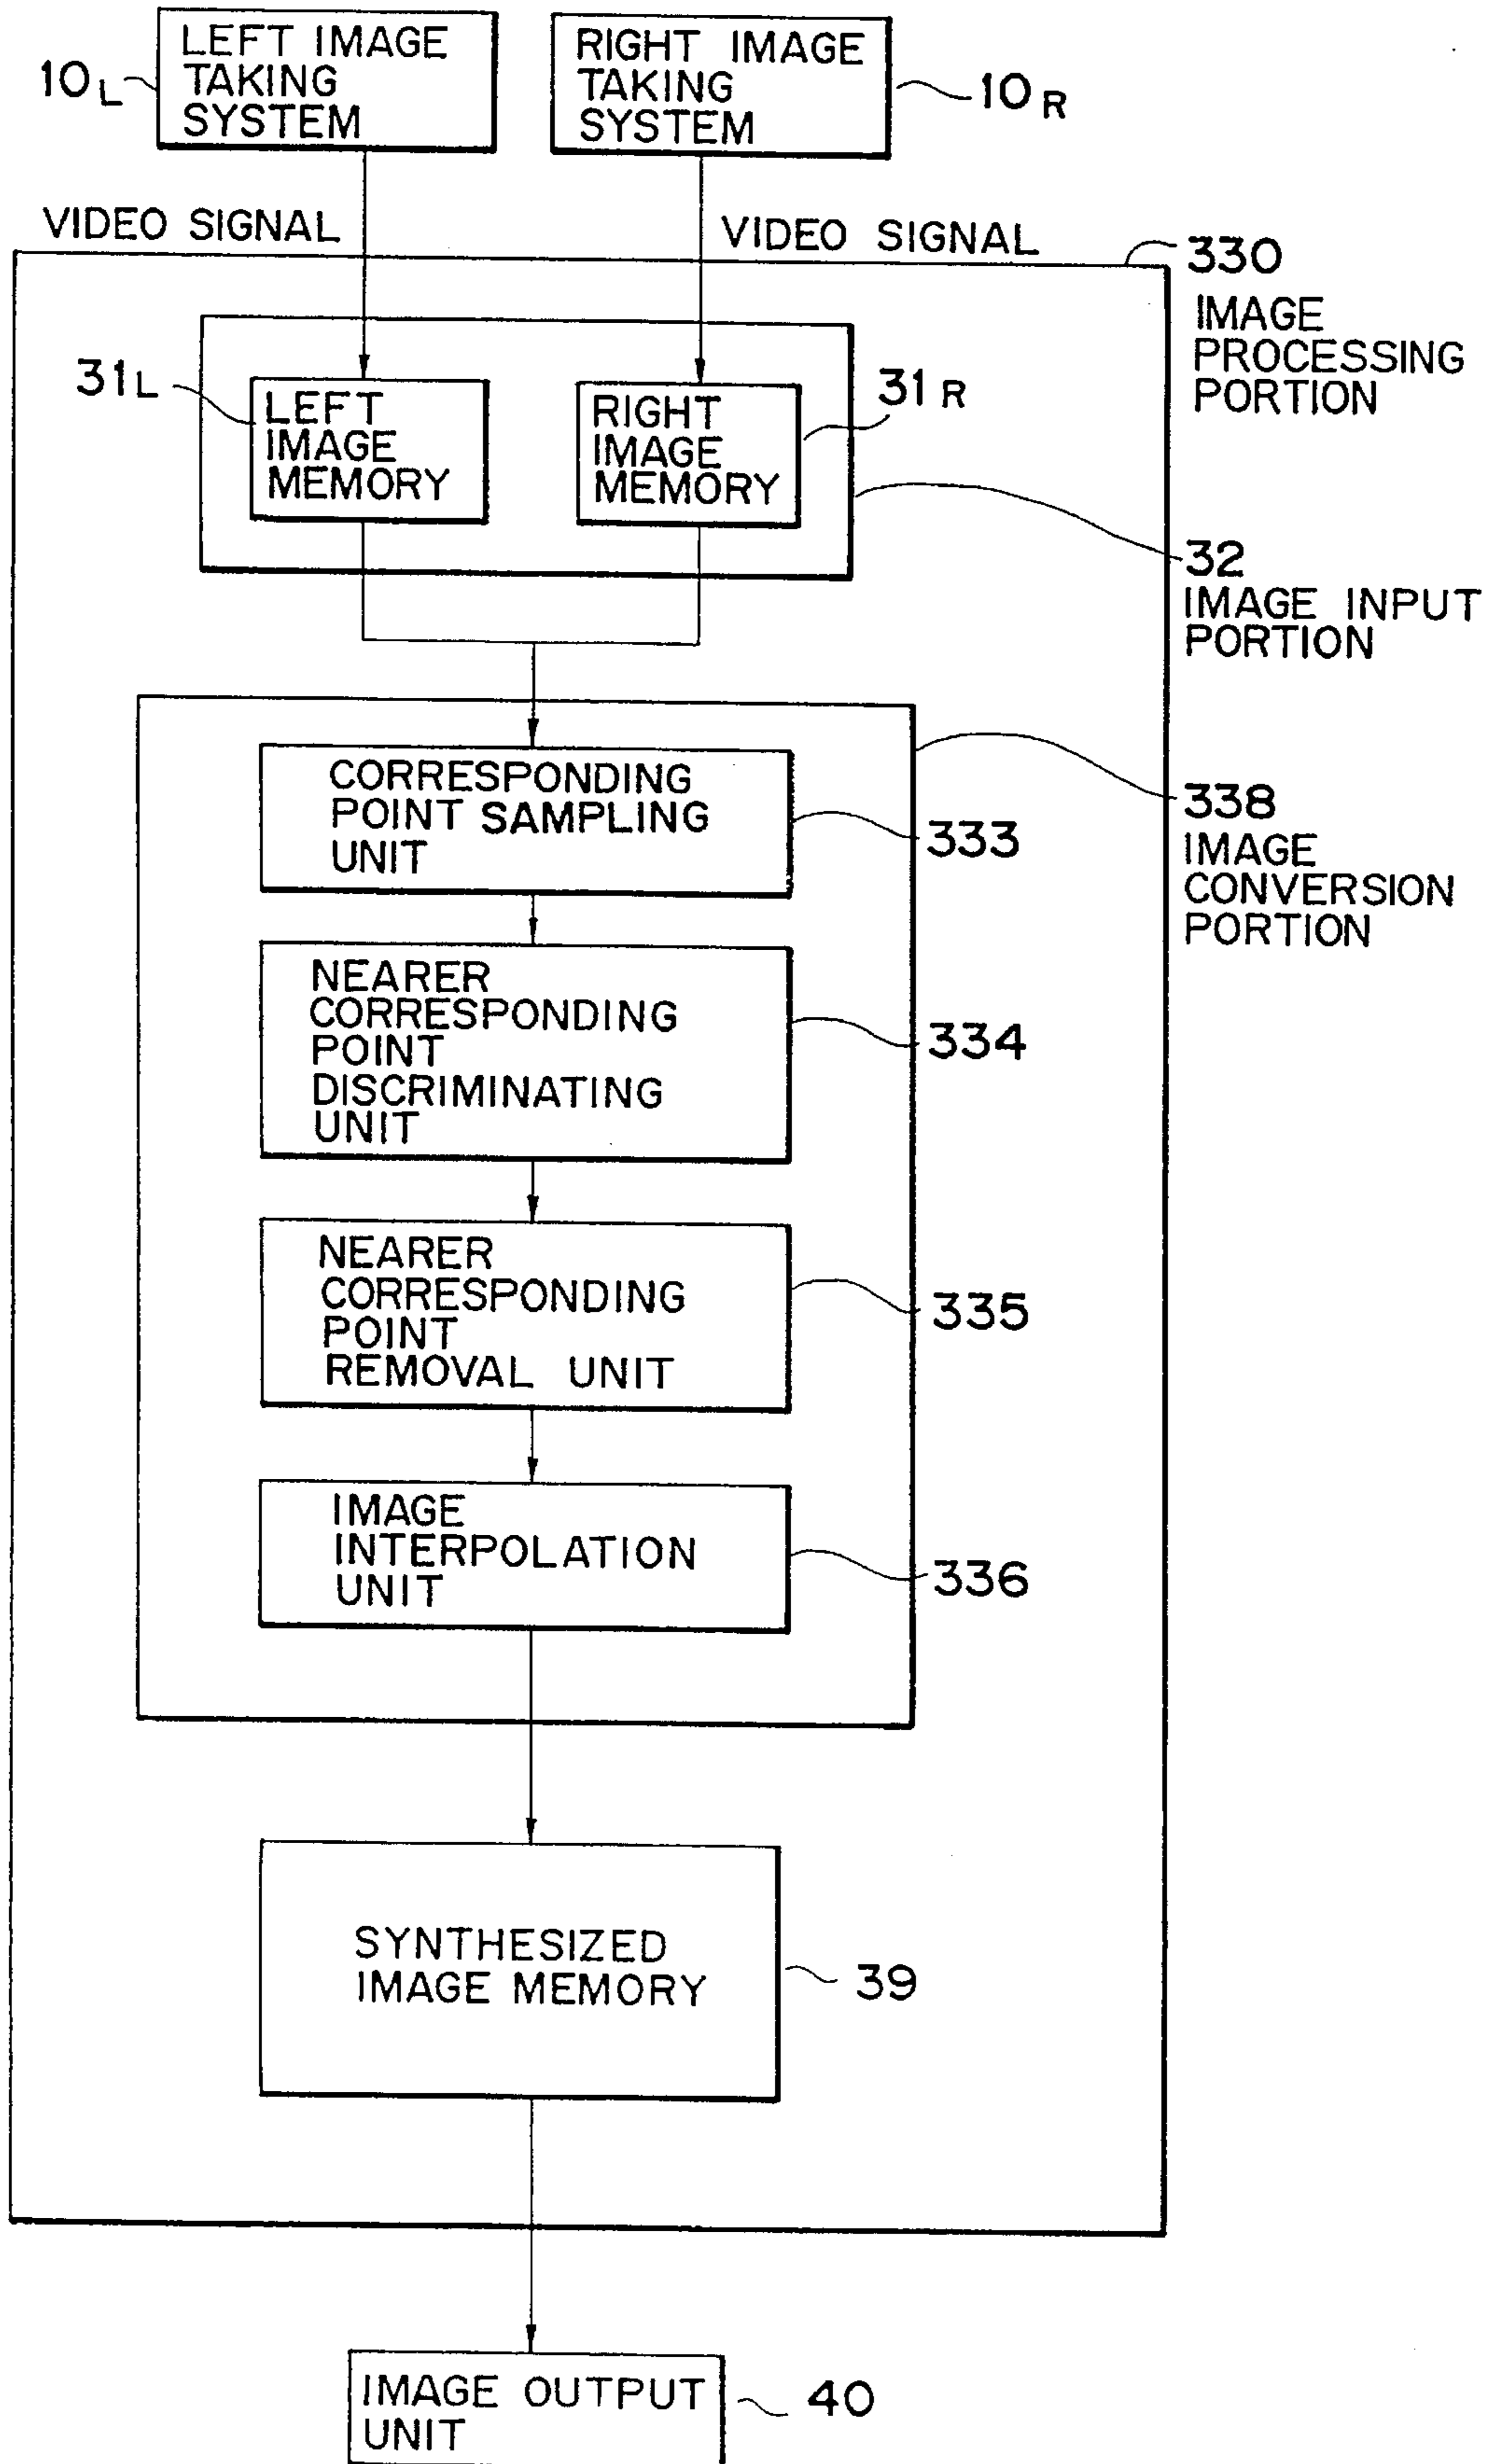 LEFT IMAGE
TAKING
SYSTEM
10L
RIGHT IMAGE
TAKING
SYSTEM
10R
VIDEO SIGNAL
VIDEO SIGNAL
330
IMAGE
PROCESSING
PORTION
31L
LEFT
IMAGE
MEMORY
RIGHT
IMAGE
MEMORY
31R
32
IMAGE INPUT
PORTION
CORRESPONDING
POINT SAMPLING
UNIT
333
338
IMAGE
CONVERSION
PORTION
NEARER
CORRESPONDING
POINT
DISCRIMINATING
UNIT
334
NEARER
CORRESPONDING
POINT
REMOVAL UNIT
335
IMAGE
INTERPOLATION
UNIT
336
SYNTHESIZED
IMAGE MEMORY
39
IMAGE OUTPUT
UNIT
40